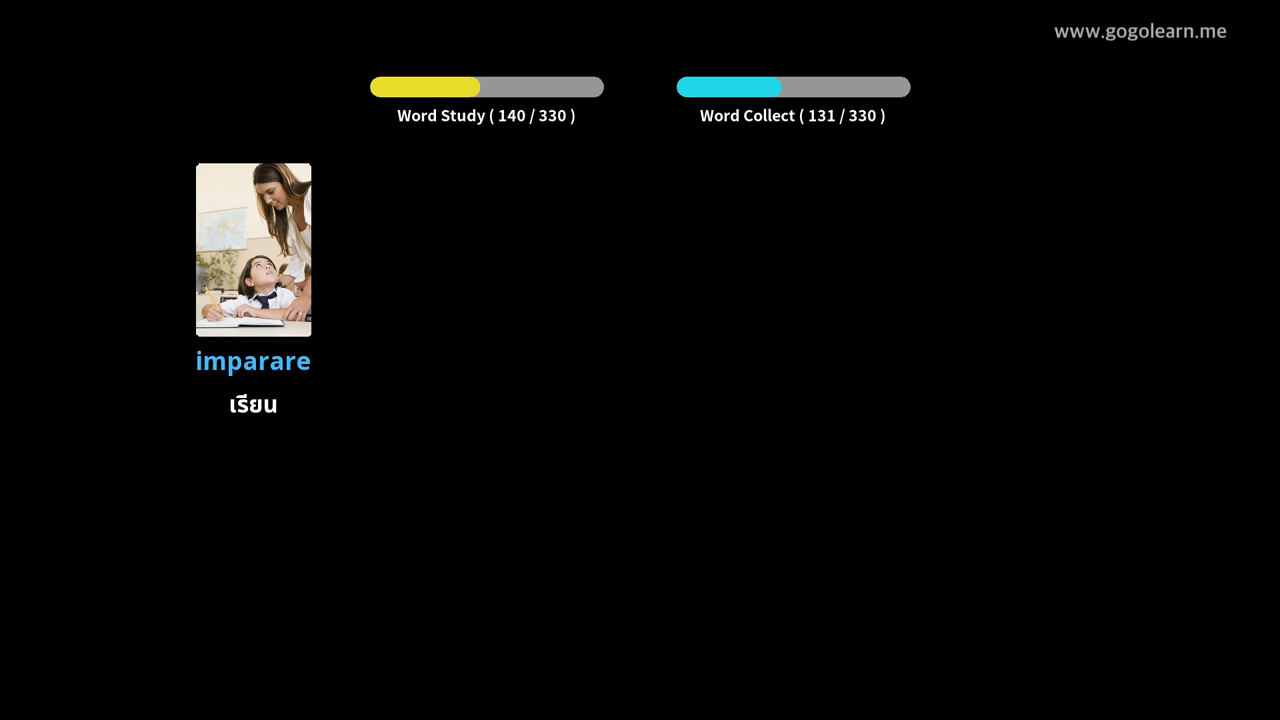 www.gogolearn.me
Word Study ( 140 / 330 )
Word Collect ( 131 / 330 )
imparare
เรียน